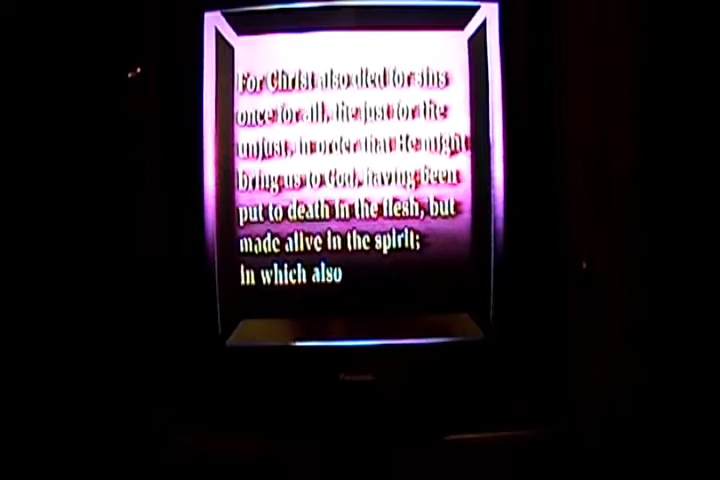 For Christ also died for sins
once for all, the just for the
unjust, in order that He might
bring us to God, having been
put to death in the flesh, but
made alive in the spirit;
in which also
Panasonic